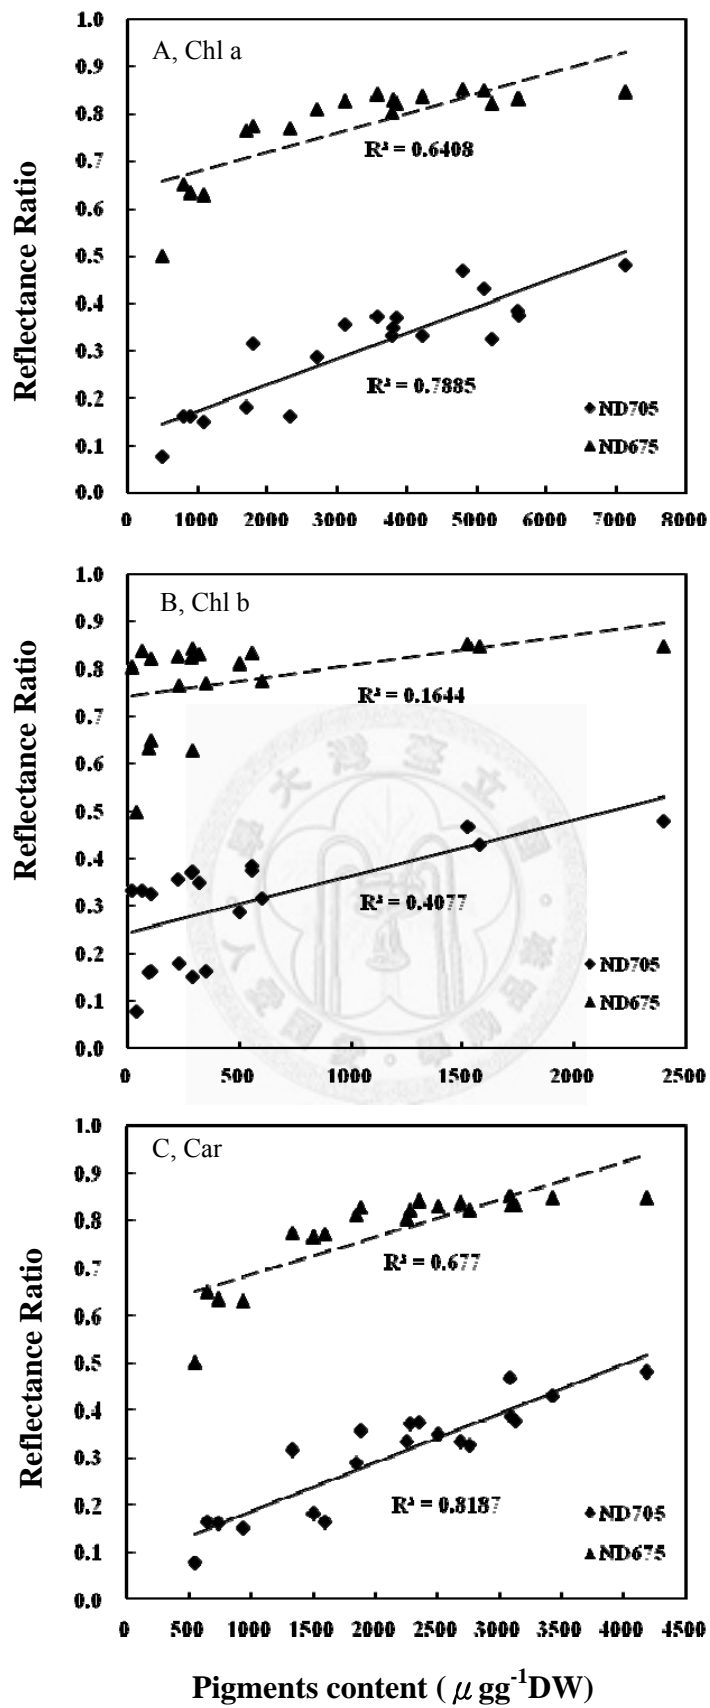 A, Chl a
Reflectance Ratio
1.0
0.9
0.8
0.7
0.6
0.5
0.4
0.3
0.2
0.1
0.0
R² = 0.6408
R² = 0.7885
ND705
ND675
0 1000 2000 3000 4000 5000 6000 7000 8000
B, Chl b
Reflectance Ratio
1.0
0.9
0.8
0.7
0.6
0.5
0.4
0.3
0.2
0.1
0.0
R² = 0.1644
R² = 0.4077
ND705
ND675
0 500 1000 1500 2000 2500
C, Car
Reflectance Ratio
1.0
0.9
0.8
0.7
0.6
0.5
0.4
0.3
0.2
0.1
0.0
R² = 0.677
R² = 0.8187
ND705
ND675
0 500 1000 1500 2000 2500 3000 3500 4000 4500
Pigments content ( μ gg⁻¹DW)